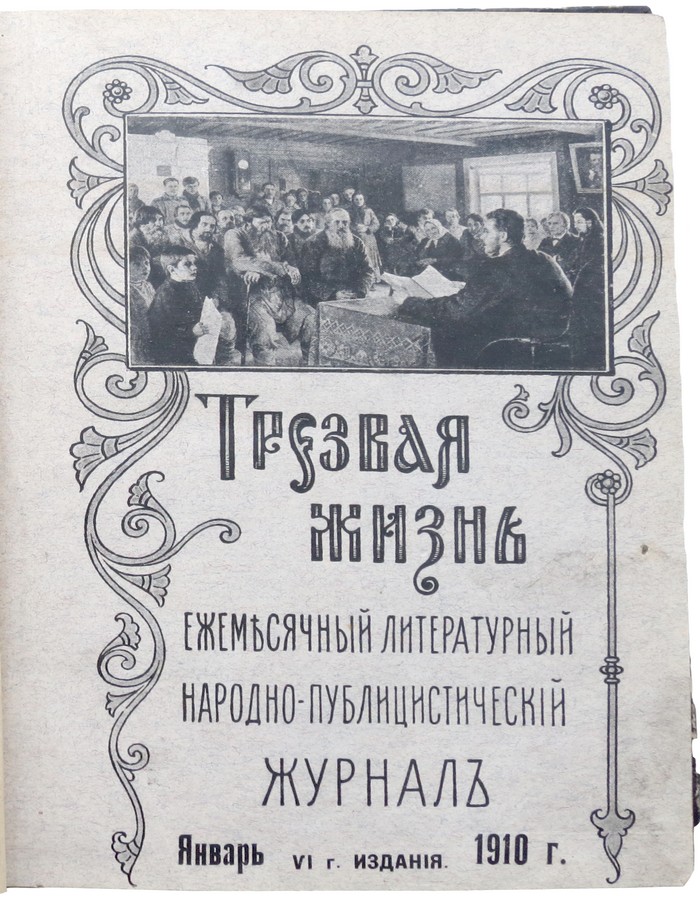 Трезвая
жизнь
ЕЖЕМѢСЯЧНЫЙ ЛИТЕРАТУРНЫЙ
НАРОДНО-ПУБЛИЦИСТИЧЕСКІЙ
ЖУРНАЛЪ
Январь VI г. ИЗДАНІЯ. 1910 г.